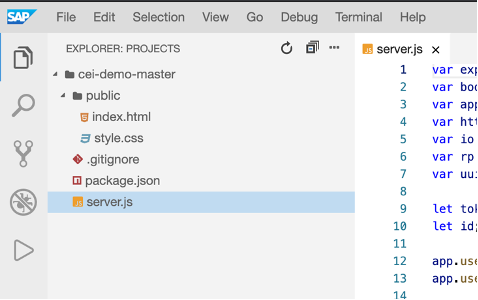 SAP File Edit Selection View Go Debug Terminal Help
EXPLORER: PROJECTS
cei-demo-master
public
index.html
style.css
.gitignore
package.json
server.js
server.js
1 var exp
2 var boo
3 var app
4 var htt
5 var io
6 var rp
7 var uui
8
9 let tok
10 let id;
11
12 app.use
13 app.use
14